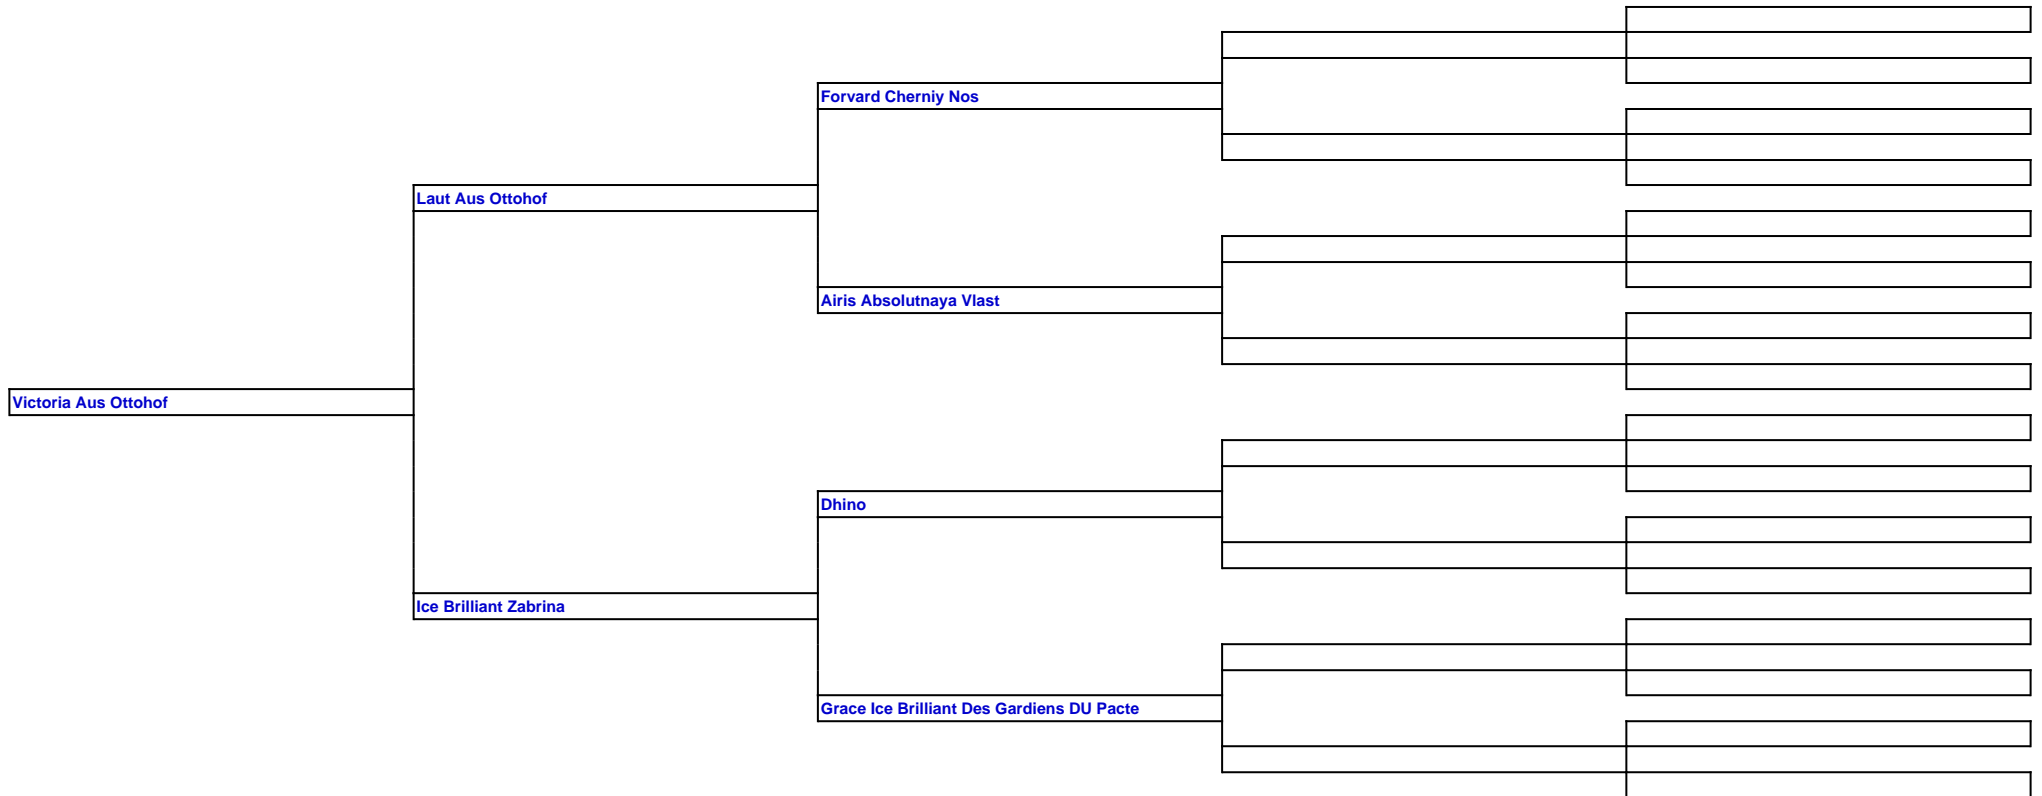 Forvard Cherniy Nos
Laut Aus Ottohof
Airis Absolutnaya Vlast
Victoria Aus Ottohof
Dhino
Ice Brilliant Zabrina
Grace Ice Brilliant Des Gardiens DU Pacte